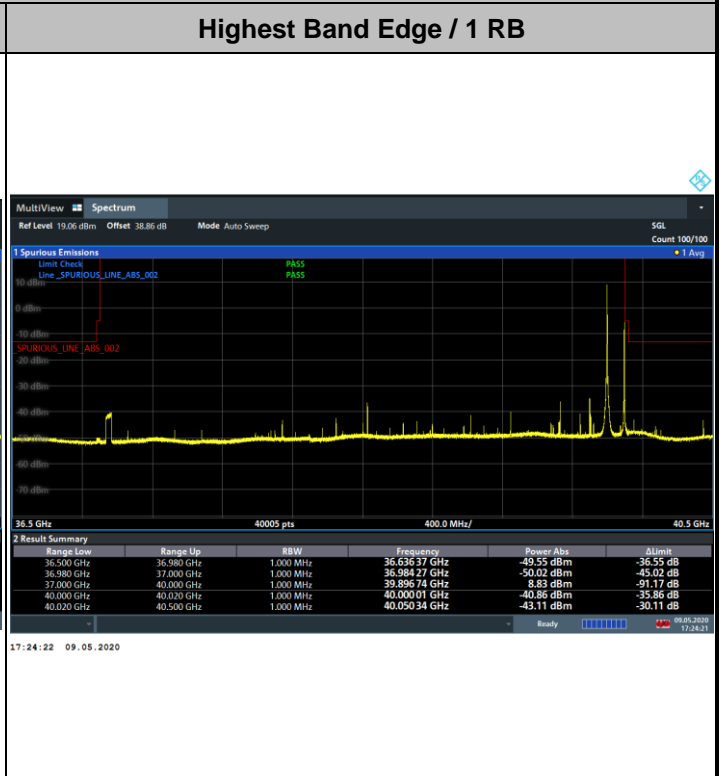 Highest Band Edge / 1 RB
MultiView Spectrum
Ref Level 19.06 dBm Offset 38.86 dB Mode Auto Sweep SGL
Count 100/100
1 Spurious Emissions 1 Avg
Limit Check PASS
Line _SPURIOUS_LINE_ABS_002 PASS
10 dBm
0 dBm
-10 dBm
_SPURIOUS_LINE_ABS_002
-20 dBm
-30 dBm
-40 dBm
-50 dBm
-60 dBm
-70 dBm
36.5 GHz 40005 pts 400.0 MHz/ 40.5 GHz
2 Result Summary
Range Low Range Up RBW Frequency Power Abs ΔLimit
36.500 GHz 36.980 GHz 1.000 MHz 36.636 37 GHz -49.55 dBm -36.55 dB
36.980 GHz 37.000 GHz 1.000 MHz 36.984 27 GHz -50.02 dBm -45.02 dB
37.000 GHz 40.000 GHz 1.000 MHz 39.896 74 GHz 8.83 dBm -91.17 dB
40.000 GHz 40.020 GHz 1.000 MHz 40.000 01 GHz -40.86 dBm -35.86 dB
40.020 GHz 40.500 GHz 1.000 MHz 40.050 34 GHz -43.11 dBm -30.11 dB
Ready 09.05.2020
17:24:21
17:24:22 09.05.2020